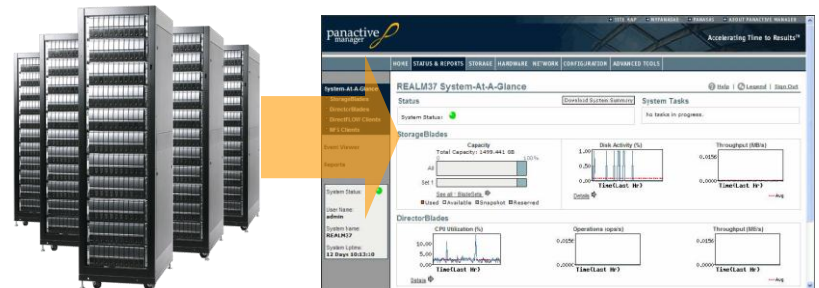 SITE MAP MYPANASAS PANASAS ABOUT PANACTIVE MANAGER
panactive
manager
Accelerating Time to Results™
HOME STATUS & REPORTS STORAGE HARDWARE NETWORK CONFIGURATION ADVANCED TOOLS
System-At-A-Glance
StorageBlades
DirectorBlades
DirectFLOW Clients
NFS Clients
Event Viewer
Reports
System Status:
User Name:
admin
System Name:
REALM37
System Uptime:
12 Days 10:13:10
REALM37 System-At-A-Glance
Help | Legend | Sign Out
Status
Download System Summary
System Tasks
System Status:
No tasks in progress.
StorageBlades
Capacity
Total Capacity: 1499.441 GB
0 100%
All
Set 1
See all BladeSets
Used Available Snapshot Reserved
Disk Activity (%)
1.00
0.50
0.00
Time(Last Hr)
Details
Throughput (MB/s)
0.0156
0.0000
Time(Last Hr)
Avg
DirectorBlades
CPU Utilization (%)
10.00
5.00
0.00
Time(Last Hr)
Details
Operations (ops/s)
0.0156
0.0000
Time(Last Hr)
Throughput (MB/s)
0.0156
0.0000
Time(Last Hr)
Avg